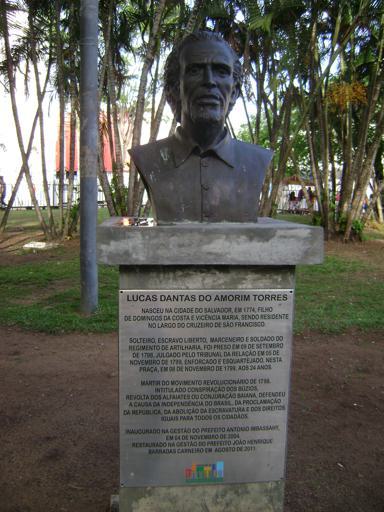 LUCAS DANTAS DO AMORIM TORRES
NASCEU NA CIDADE DO SALVADOR, EM 1774, FILHO
DE DOMINGOS DA COSTA E VICÊNCIA MARIA, SENDO RESIDENTE
NO LARGO DO CRUZEIRO DE SÃO FRANCISCO.
SOLTEIRO, ESCRAVO LIBERTO, MARCENEIRO E SOLDADO DO
REGIMENTO DE ARTILHARIA, FOI PRESO EM 09 DE SETEMBRO
DE 1798, JULGADO PELO TRIBUNAL DA RELAÇÃO EM 05 DE
NOVEMBRO DE 1799, ENFORCADO E ESQUARTEJADO, NESTA
PRAÇA, EM 08 DE NOVEMBRO DE 1799, AOS 24 ANOS.
MARTIR DO MOVIMENTO REVOLUCIONÁRIO DE 1798,
INTITULADO CONSPIRAÇÃO DOS BÚZIOS,
REVOLTA DOS ALFAIATES OU CONJURAÇÃO BAIANA, DEFENDEU
A CAUSA DA INDEPENDÊNCIA DO BRASIL, DA PROCLAMAÇÃO
DA REPÚBLICA, DA ABOLIÇÃO DA ESCRAVATURA E DOS DIREITOS
IGUAIS PARA TODOS OS CIDADÃOS.
INAUGURADO NA GESTÃO DO PREFEITO ANTONIO IMBASSAHY,
EM 04 DE NOVEMBRO DE 2004.
RESTAURADO NA GESTÃO DO PREFEITO JOÃO HENRIQUE
BARRADAS CARNEIRO EM AGOSTO DE 2011.